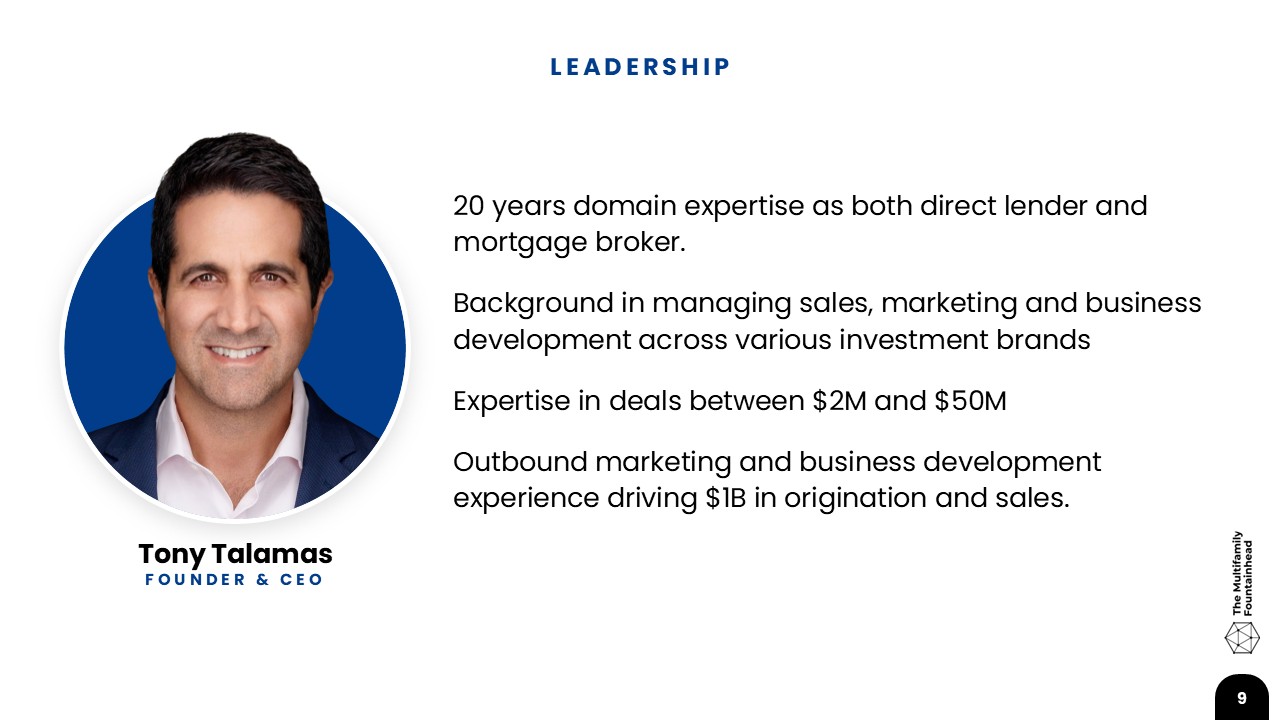 LEADERSHIP
20 years domain expertise as both direct lender and
mortgage broker.
Background in managing sales, marketing and business
development across various investment brands
Expertise in deals between $2M and $50M
Outbound marketing and business development
experience driving $1B in origination and sales.
Tony Talamas
FOUNDER & CEO
The Multifamily
Fountainhead
9